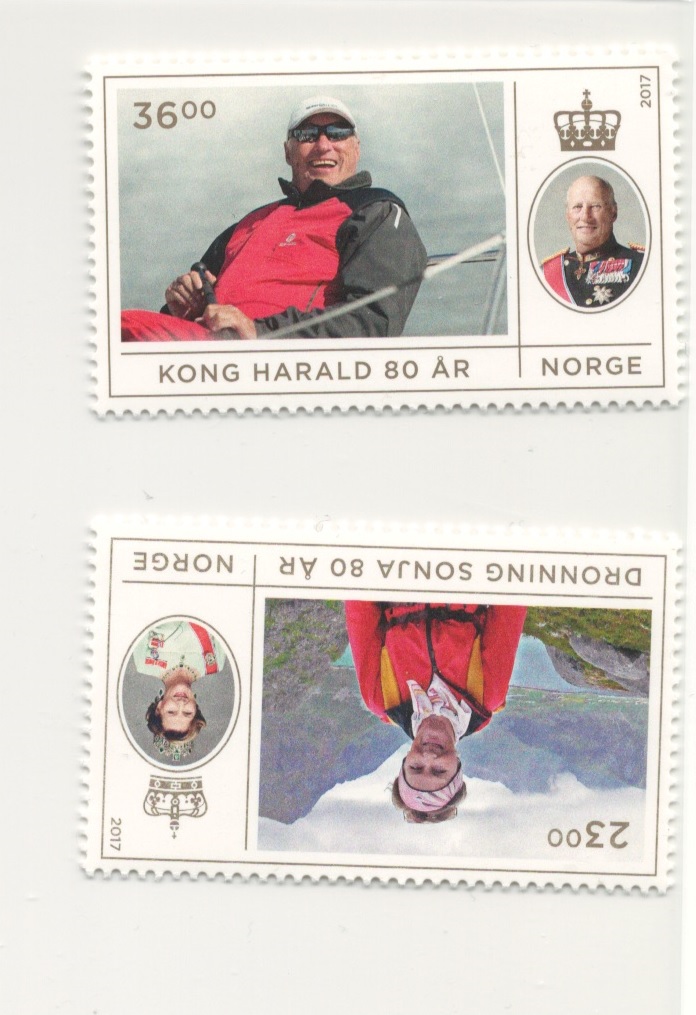 36⁰⁰
2017
KONG HARALD 80 ÅR
NORGE
DRONNING SONJA 80 ÅR
NORGE
23⁰⁰
2017